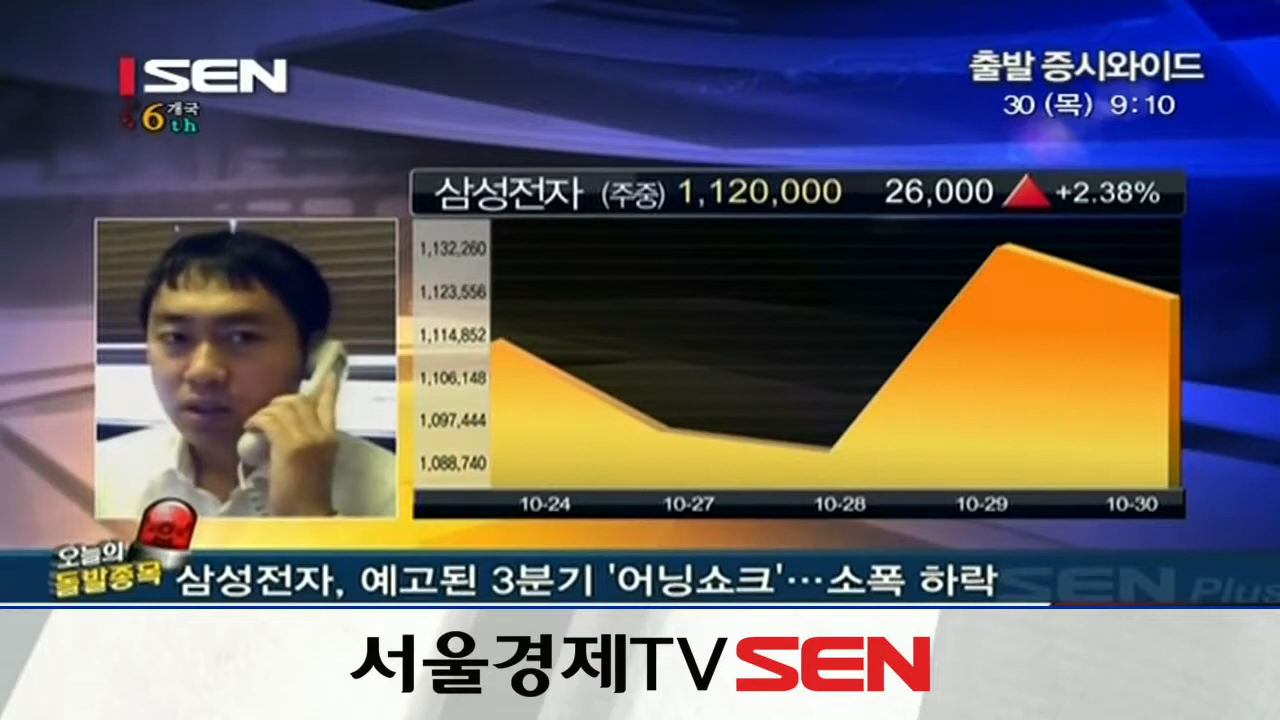 SEN
6 개국
th
출발 증시와이드
30 (목) 9:10
삼성전자 (주중) 1,120,000 26,000 ▲ +2.38%
1,132,260
1,123,556
1,114,852
1,106,148
1,097,444
1,088,740
10-24 10-27 10-28 10-29 10-30
오늘의
돌발종목
삼성전자, 예고된 3분기 '어닝쇼크'…소폭 하락
SEN Plus
서울경제TV SEN